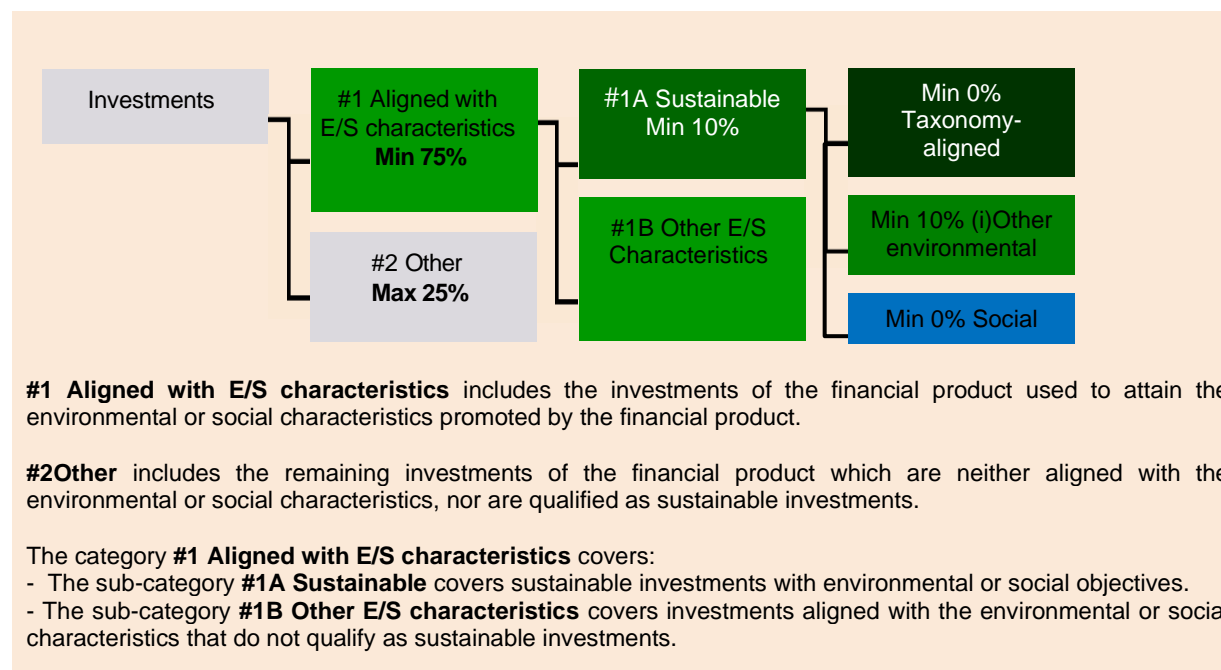 Investments
#1 Aligned with
E/S characteristics
Min 75%
#2 Other
Max 25%
#1A Sustainable
Min 10%
#1B Other E/S
Characteristics
Min 0%
Taxonomy-
aligned
Min 10% (i)Other
environmental
Min 0% Social
#1 Aligned with E/S characteristics includes the investments of the financial product used to attain the
environmental or social characteristics promoted by the financial product.
#2Other includes the remaining investments of the financial product which are neither aligned with the
environmental or social characteristics, nor are qualified as sustainable investments.
The category #1 Aligned with E/S characteristics covers:
- The sub-category #1A Sustainable covers sustainable investments with environmental or social objectives.
- The sub-category #1B Other E/S characteristics covers investments aligned with the environmental or social
characteristics that do not qualify as sustainable investments.